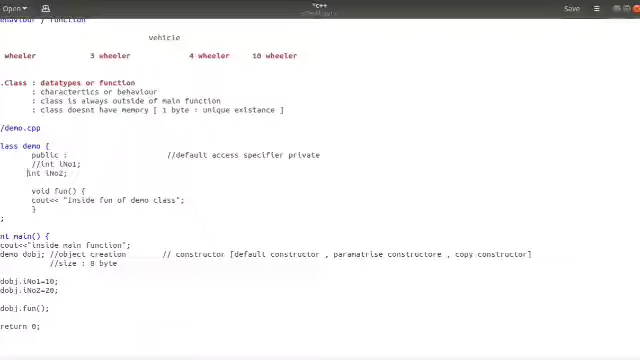 Open
*C++
Save
behaviour / function
vehicle
wheeler 3 wheeler 4 wheeler 10 wheeler
.Class : datatypes or function
: charactertics or behaviour
: class is always outside of main function
: class doesnt have memory [ 1 byte : unique existance ]
/demo.cpp
lass demo {
public : //default access specifier private
//int iNo1;
int iNo2;
void fun() {
cout<< "Inside fun of demo class";
}
;
nt main() {
cout<<"inside main function";
demo dobj; //object creation // constructor [default constructor , paramatrise constructore , copy constructor]
//size : 8 byte
dobj.iNo1=10;
dobj.iNo2=20;
dobj.fun();
return 0;